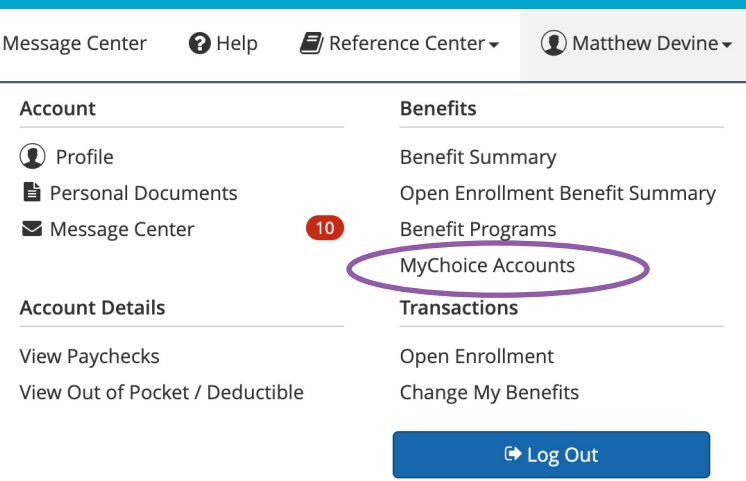 Message Center Help Reference Center Matthew Devine
Account
Profile
Personal Documents
Message Center 10
Account Details
View Paychecks
View Out of Pocket / Deductible
Benefits
Benefit Summary
Open Enrollment Benefit Summary
Benefit Programs
MyChoice Accounts
Transactions
Open Enrollment
Change My Benefits
Log Out